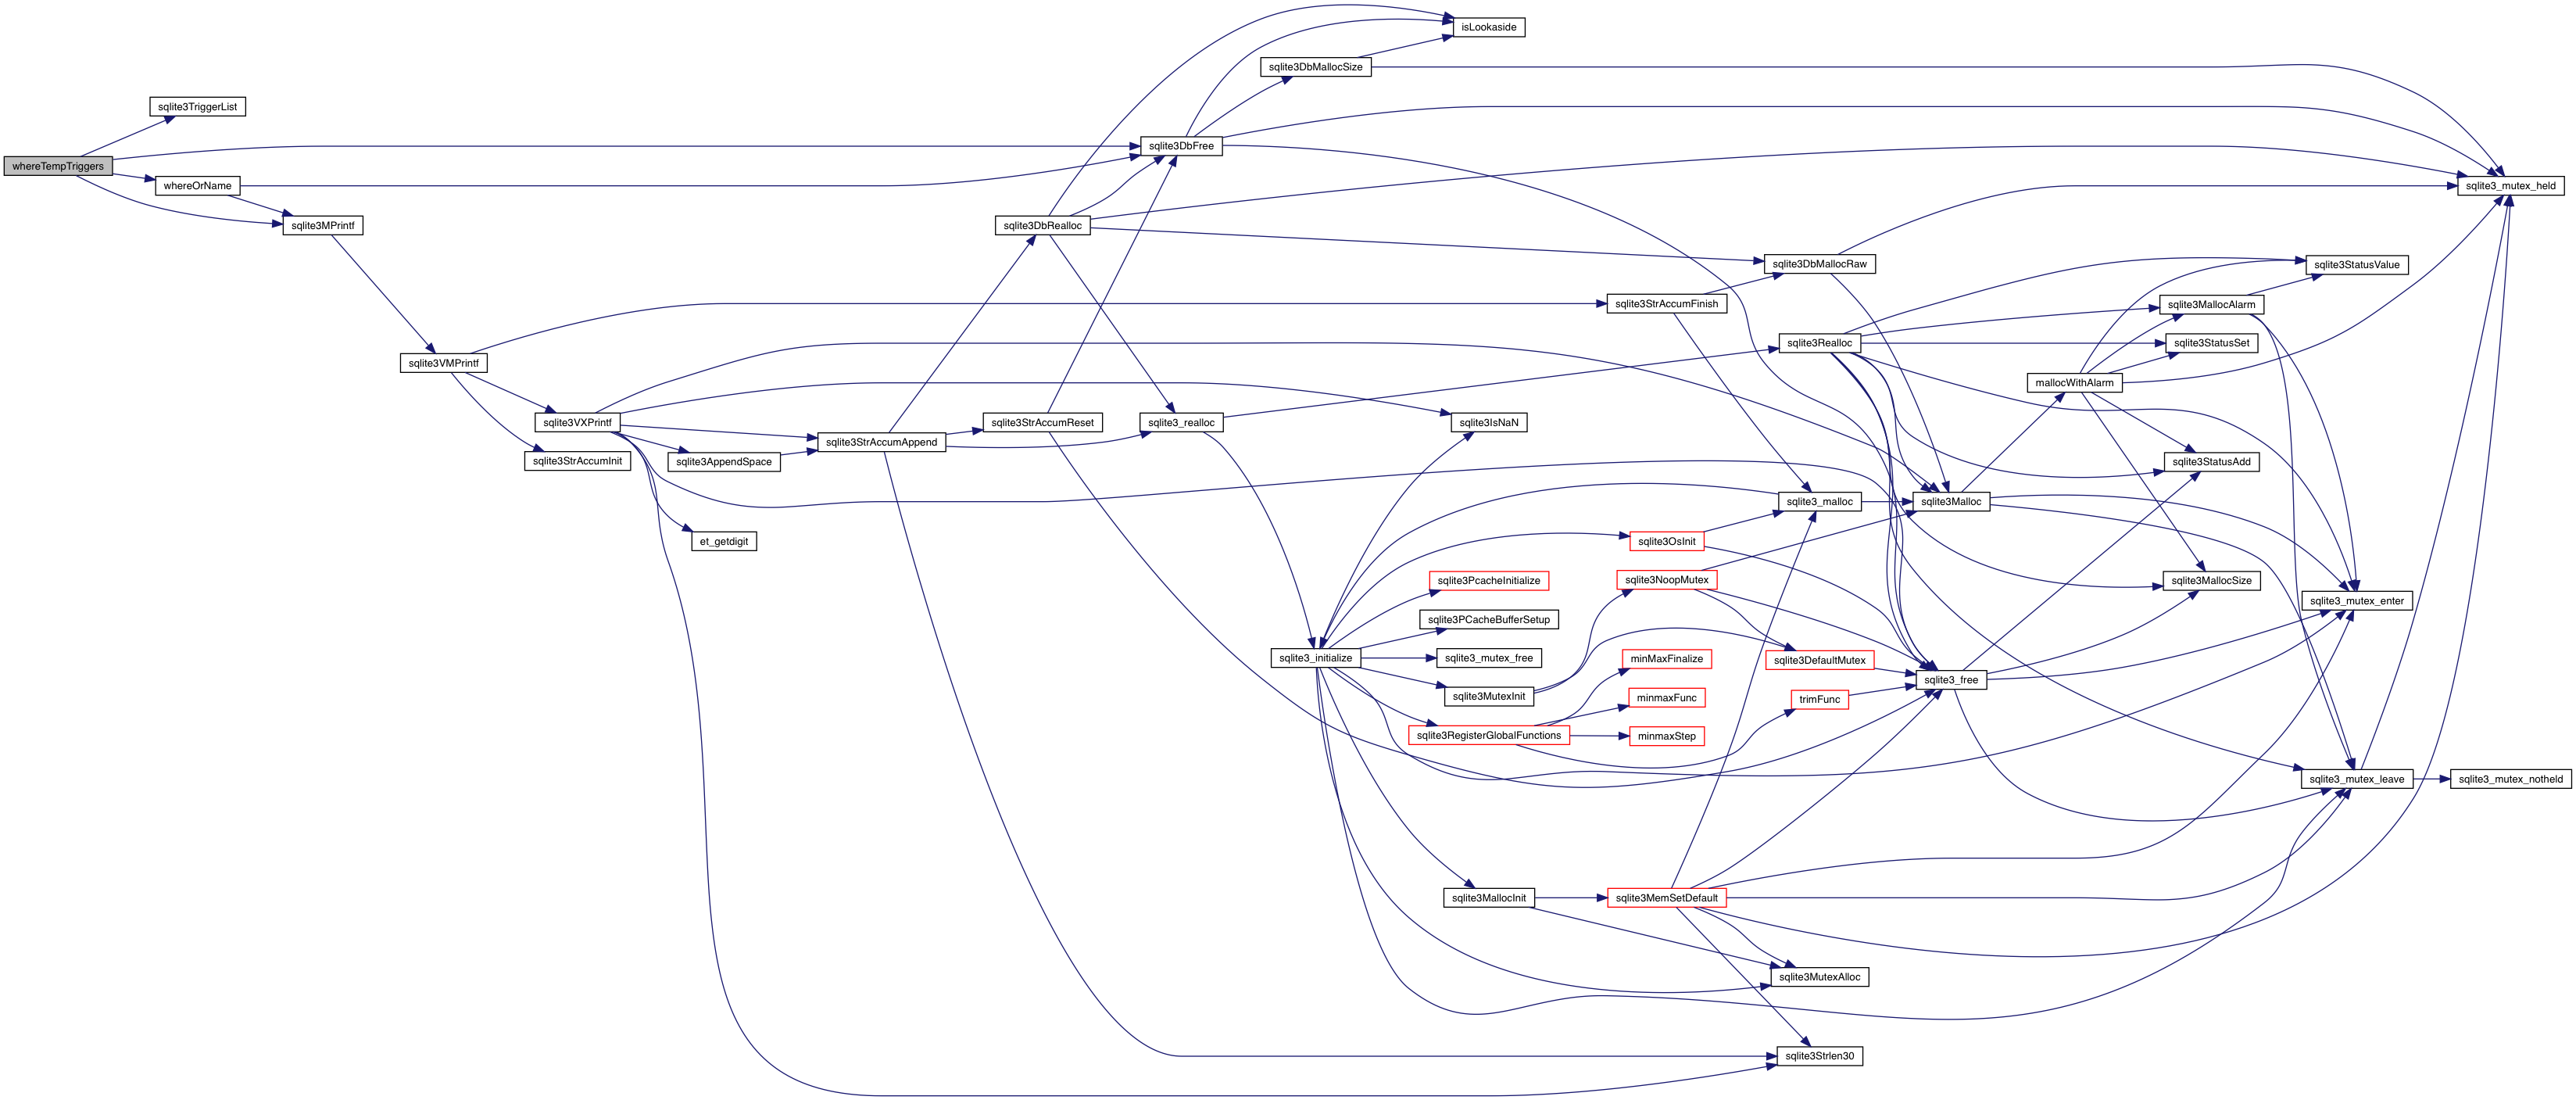 isLookaside
sqlite3DbMallocSize
sqlite3TriggerList
sqlite3DbFree
whereTempTriggers
whereOrName
sqlite3_mutex_held
sqlite3MPrintf
sqlite3DbRealloc
sqlite3DbMallocRaw
sqlite3StatusValue
sqlite3StrAccumFinish
sqlite3MallocAlarm
sqlite3Realloc
sqlite3StatusSet
sqlite3VMPrintf
mallocWithAlarm
sqlite3VXPrintf
sqlite3StrAccumReset
sqlite3_realloc
sqlite3IsNaN
sqlite3StrAccumAppend
sqlite3StrAccumInit
sqlite3AppendSpace
sqlite3StatusAdd
sqlite3_malloc
sqlite3Malloc
et_getdigit
sqlite3OsInit
sqlite3PcacheInitialize
sqlite3NoopMutex
sqlite3MallocSize
sqlite3_mutex_enter
sqlite3PCacheBufferSetup
sqlite3_initialize
sqlite3_mutex_free
minMaxFinalize
sqlite3DefaultMutex
sqlite3_free
sqlite3MutexInit
minmaxFunc
trimFunc
sqlite3RegisterGlobalFunctions
minmaxStep
sqlite3_mutex_leave
sqlite3_mutex_notheld
sqlite3MallocInit
sqlite3MemSetDefault
sqlite3MutexAlloc
sqlite3Strlen30